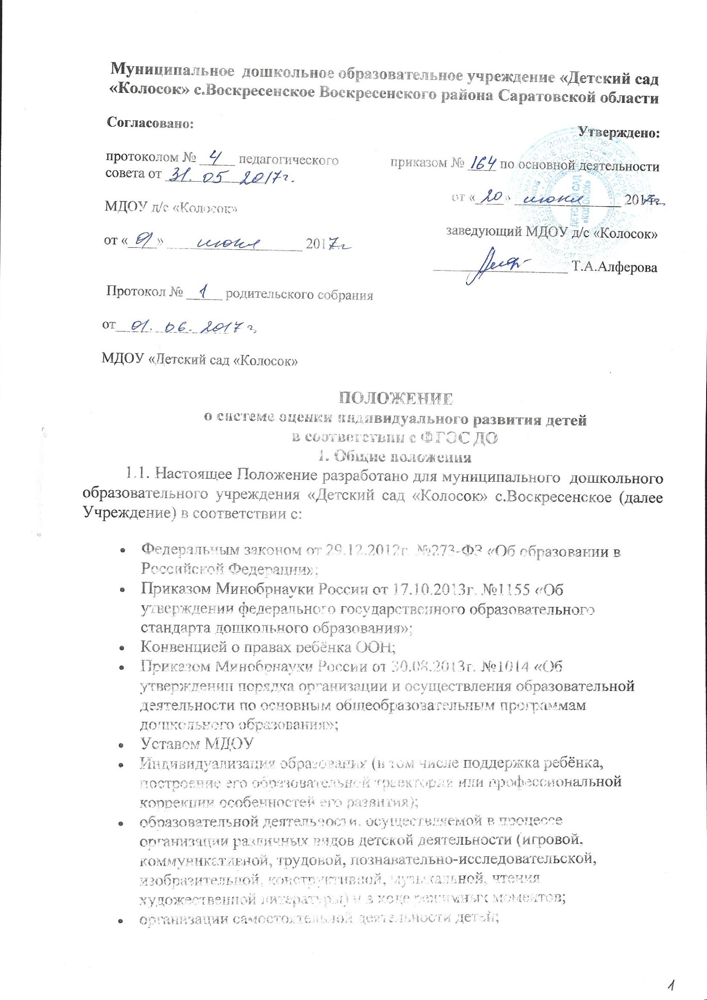 Муниципальное дошкольное образовательное учреждение «Детский сад
«Колосок» с.Воскресенское Воскресенского района Саратовской области
Согласовано:
Утверждено:
протоколом № 4 педагогического
совета от 31. 05 2017г.
приказом № 164 по основной деятельности
от « 20 » июня 2017г.
МДОУ д/с «Колосок»
заведующий МДОУ д/с «Колосок»
от « 01 » июня 2017.г
Т.А.Алферова
Протокол № 1 родительского собрания
от 01. 06. 2017 г.
МДОУ «Детский сад «Колосок»
ДЕТСКИЙ САД
«КОЛОСОК»
ПОЛОЖЕНИЕ
о системе оценки индивидуального развития детей
в соответствии с ФГОС ДО
1. Общие положения
1.1. Настоящее Положение разработано для муниципального дошкольного
образовательного учреждения «Детский сад «Колосок» с.Воскресенское (далее
Учреждение) в соответствии с:
• Федеральным законом от 29.12.2012г. №273-ФЗ «Об образовании в
Российской Федерации»;
• Приказом Минобрнауки России от 17.10.2013г. №1155 «Об
утверждении федерального государственного образовательного
стандарта дошкольного образования»;
• Конвенцией о правах ребёнка ООН;
• Приказом Минобрнауки России от 30.08.2013г. №1014 «Об
утверждении порядка организации и осуществления образовательной
деятельности по основным общеобразовательным программам
дошкольного образования»;
• Уставом МДОУ
• Индивидуализация образования (в том числе поддержка ребёнка,
построение его образовательной траектории или профессиональной
коррекции особенностей его развития);
• образовательной деятельности, осуществляемой в процессе
организации различных видов детской деятельности (игровой,
коммуникативной, трудовой, познавательно-исследовательской,
изобразительной, конструктивной, музыкальной, чтения
художественной литературы) и в ходе режимных моментов;
• организации самостоятельной деятельности детей;
1